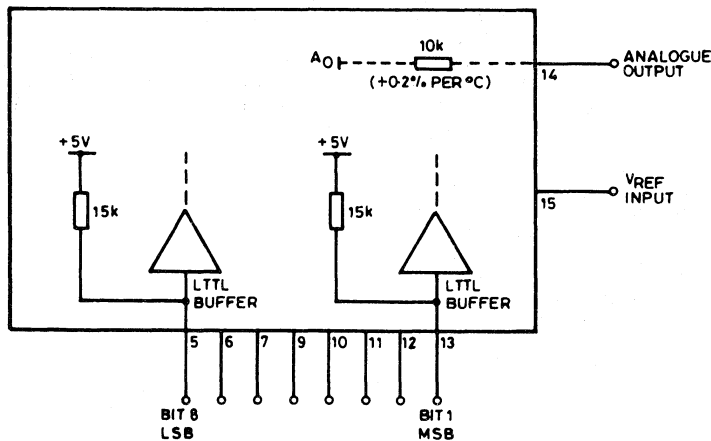 10k
A0
(+0·2% PER °C)
14
ANALOGUE
OUTPUT
+5V
+5V
15k
15k
15
VREF
INPUT
LTTL
BUFFER
LTTL
BUFFER
5 6 7 9 10 11 12 13
BIT 8
LSB
BIT 1
MSB